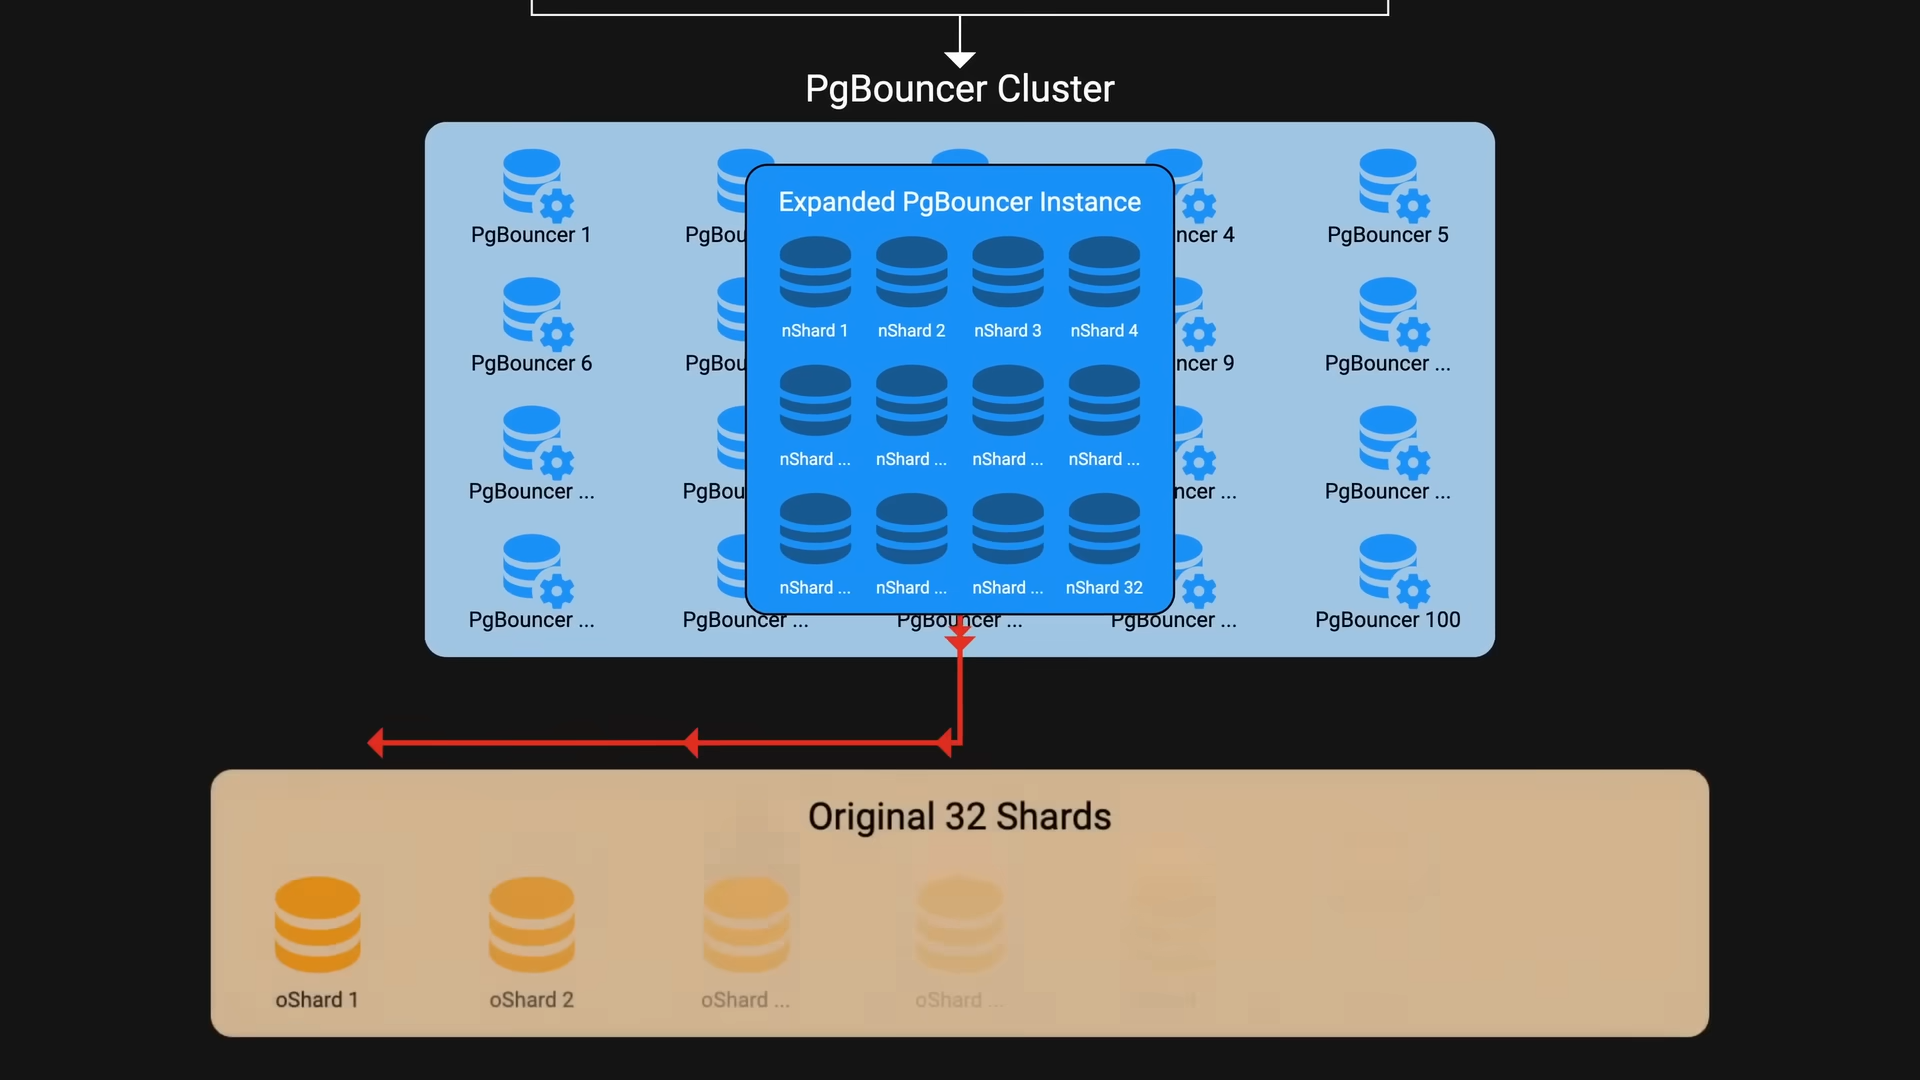 PgBouncer Cluster
Expanded PgBouncer Instance
PgBouncer 1
PgBou
ncer 4
PgBouncer 5
nShard 1
nShard 2
nShard 3
nShard 4
PgBouncer 6
PgBou
ncer 9
PgBouncer ...
nShard ...
nShard ...
nShard ...
nShard ...
PgBouncer ...
PgBou
ncer ...
PgBouncer ...
nShard ...
nShard ...
nShard ...
nShard 32
PgBouncer ...
PgBouncer ...
PgBouncer ...
PgBouncer ...
PgBouncer 100
Original 32 Shards
oShard 1
oShard 2
oShard ...
oShard ...